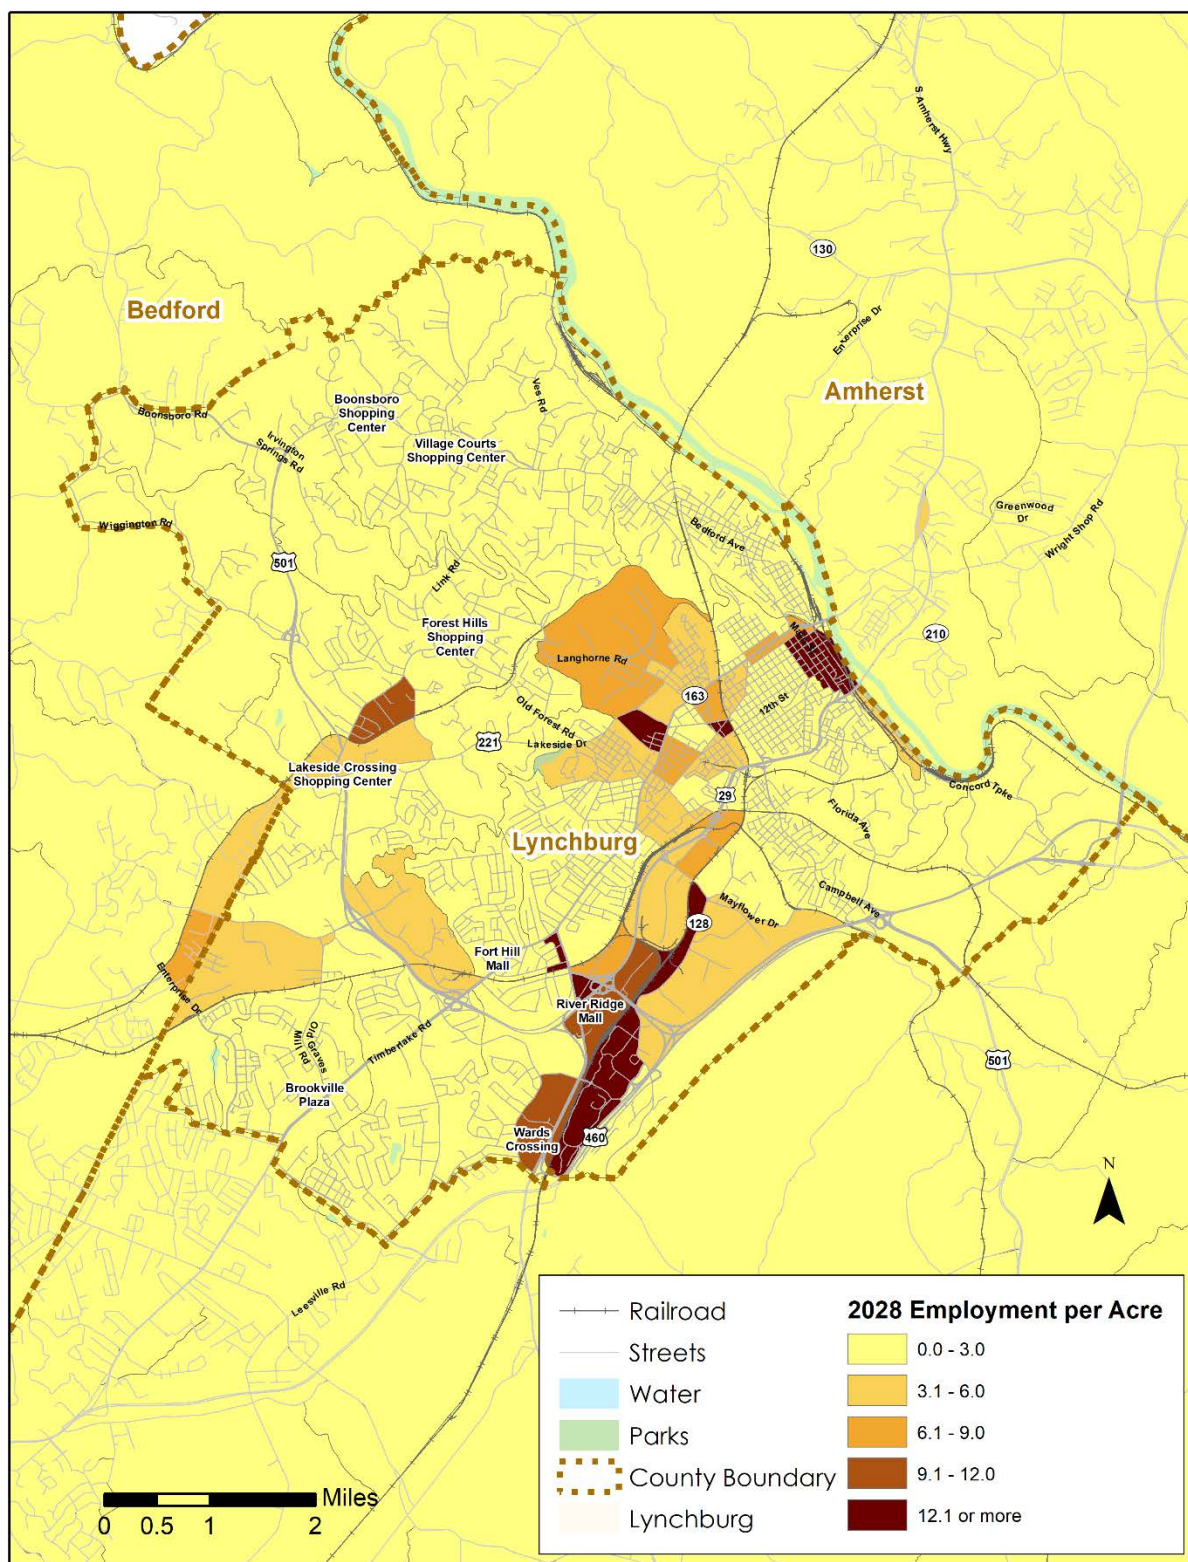 S Amherst Hwy
130
Bedford
Enterprise Dr
Amherst
Ves Rd
Boonsboro
Shopping
Center
Boonsboro Rd
Irvington
Springs Rd
Village Courts
Shopping Center
Greenwood
Dr
Wiggington Rd
Bedford Ave
Wright Shop Rd
501
Link Rd
Forest Hills
Shopping
Center
210
Langhorne Rd
163
12th St
Old Forest Rd
221
Lakeside Dr
Lakeside Crossing
Shopping Center
29
Concord Tpke
Florida Ave
Lynchburg
Campbell Ave
Mayflower Dr
128
Fort Hill
Mall
Enterprise Dr
River Ridge
Mall
Old Graves
Mill Rd
Timberlake Rd
501
Brookville
Plaza
Wards
Crossing
460
N
Leesville Rd
Railroad
Streets
Water
Parks
County Boundary
Lynchburg
2028 Employment per Acre
0.0 - 3.0
3.1 - 6.0
6.1 - 9.0
9.1 - 12.0
12.1 or more
Miles
0 0.5 1 2